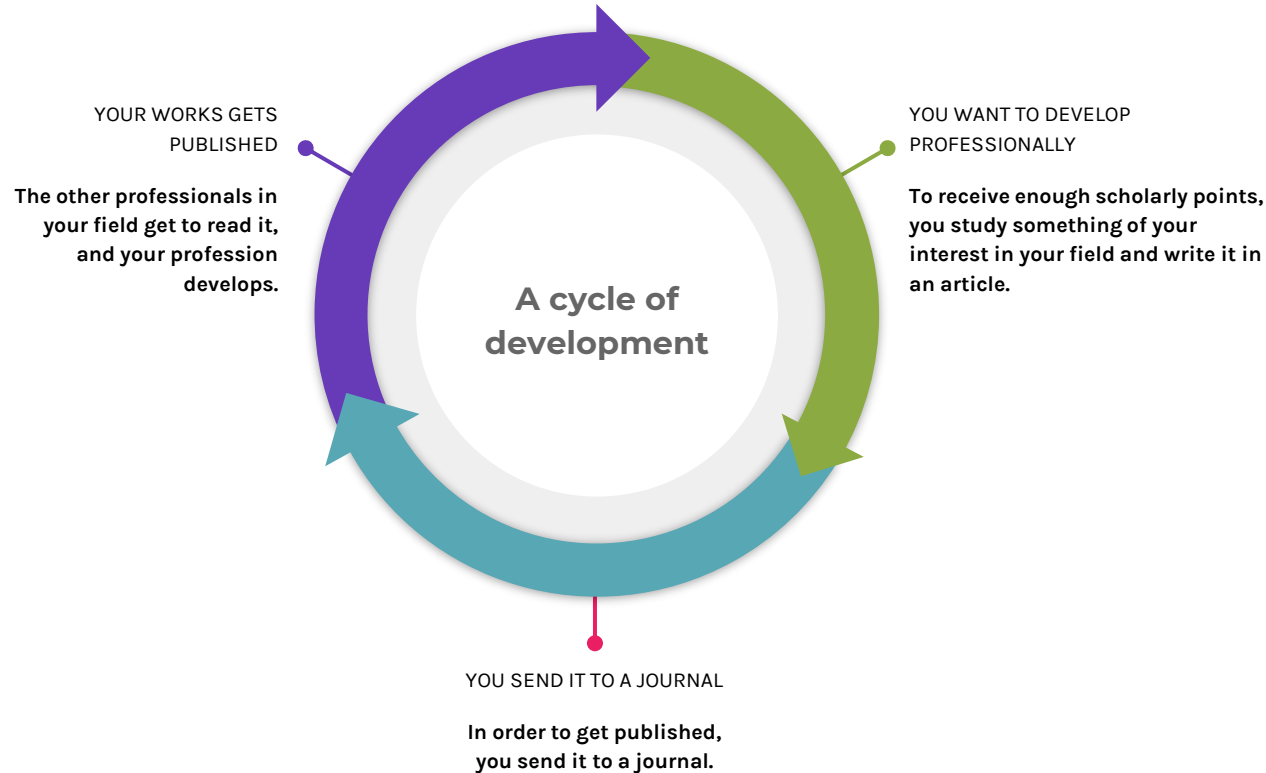 YOUR WORKS GETS
PUBLISHED
The other professionals in
your field get to read it,
and your profession
develops.
A cycle of
development
YOU WANT TO DEVELOP
PROFESSIONALLY
To receive enough scholarly points,
you study something of your
interest in your field and write it in
an article.
YOU SEND IT TO A JOURNAL
In order to get published,
you send it to a journal.